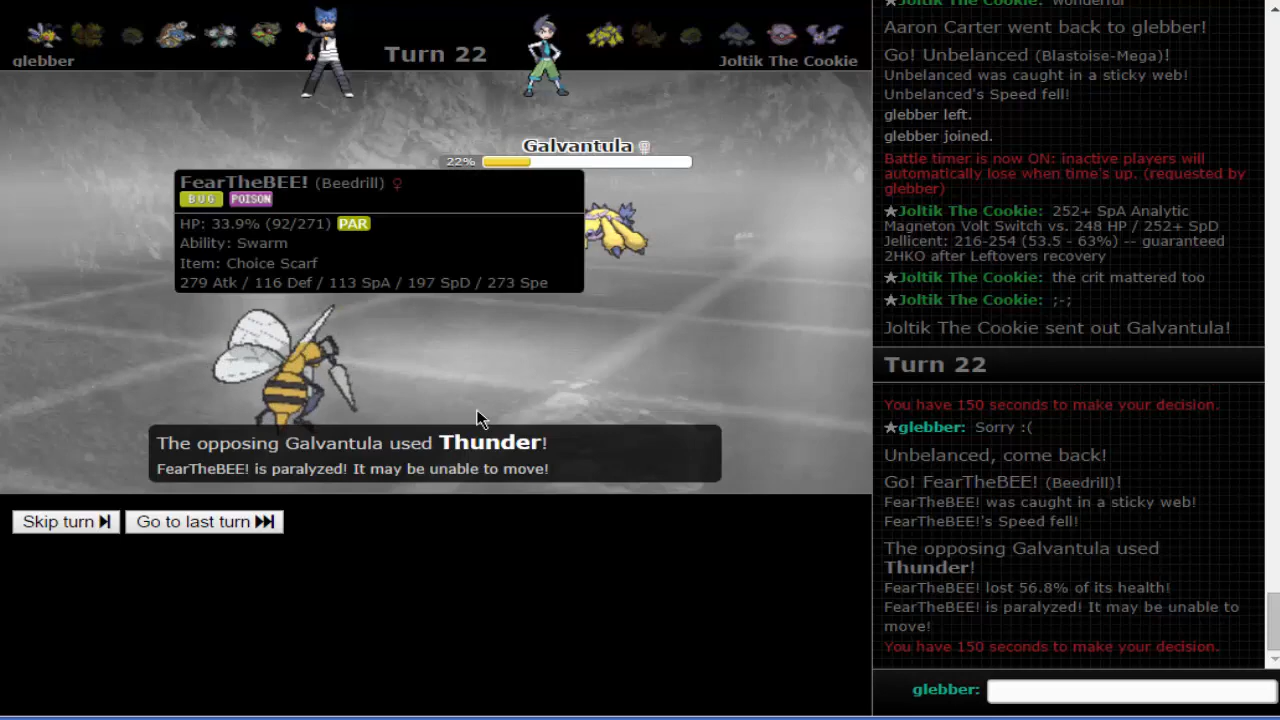 glebber
Turn 22
Joltik The Cookie
Galvantula
22%
FearTheBEE! (Beedrill) ♀
BUG POISON
HP: 33.9% (92/271) PAR
Ability: Swarm
Item: Choice Scarf
279 Atk / 116 Def / 113 SpA / 197 SpD / 273 Spe
The opposing Galvantula used Thunder!
FearTheBEE! is paralyzed! It may be unable to move!
Skip turn
Go to last turn
★Joltik The Cookie: wonderful
Aaron Carter went back to glebber!
Go! Unbelanced (Blastoise-Mega)!
Unbelanced was caught in a sticky web!
Unbelanced's Speed fell!
glebber left.
glebber joined.
Battle timer is now ON: inactive players will
automatically lose when time's up. (requested by
glebber)
★Joltik The Cookie: 252+ SpA Analytic
Magneton Volt Switch vs. 248 HP / 252+ SpD
Jellicent: 216-254 (53.5 - 63%) -- guaranteed
2HKO after Leftovers recovery
★Joltik The Cookie: the crit mattered too
★Joltik The Cookie: ;-;
Joltik The Cookie sent out Galvantula!
Turn 22
You have 150 seconds to make your decision.
★glebber: Sorry :(
Unbelanced, come back!
Go! FearTheBEE! (Beedrill)!
FearTheBEE! was caught in a sticky web!
FearTheBEE!'s Speed fell!
The opposing Galvantula used
Thunder!
FearTheBEE! lost 56.8% of its health!
FearTheBEE! is paralyzed! It may be unable to
move!
You have 150 seconds to make your decision.
glebber: